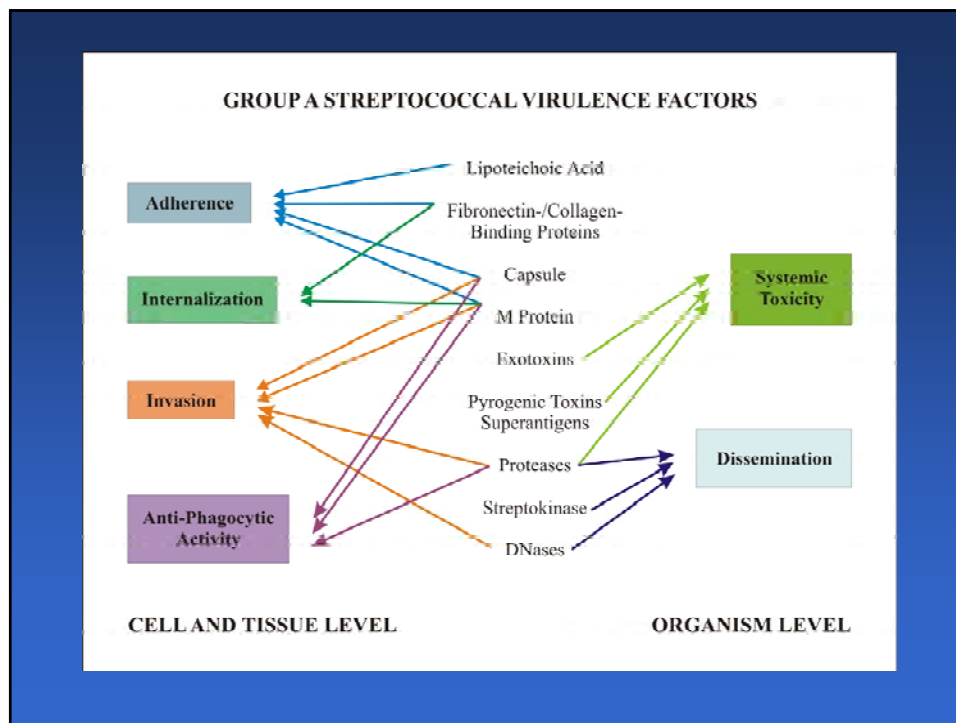 GROUP A STREPTOCOCCAL VIRULENCE FACTORS
Lipoteichoic Acid
Adherence
Fibronectin-/Collagen-
Binding Proteins
Capsule
Internalization
Systemic
Toxicity
M Protein
Exotoxins
Invasion
Pyrogenic Toxins
Superantigens
Proteases
Dissemination
Streptokinase
Anti-Phagocytic
Activity
DNases
CELL AND TISSUE LEVEL
ORGANISM LEVEL